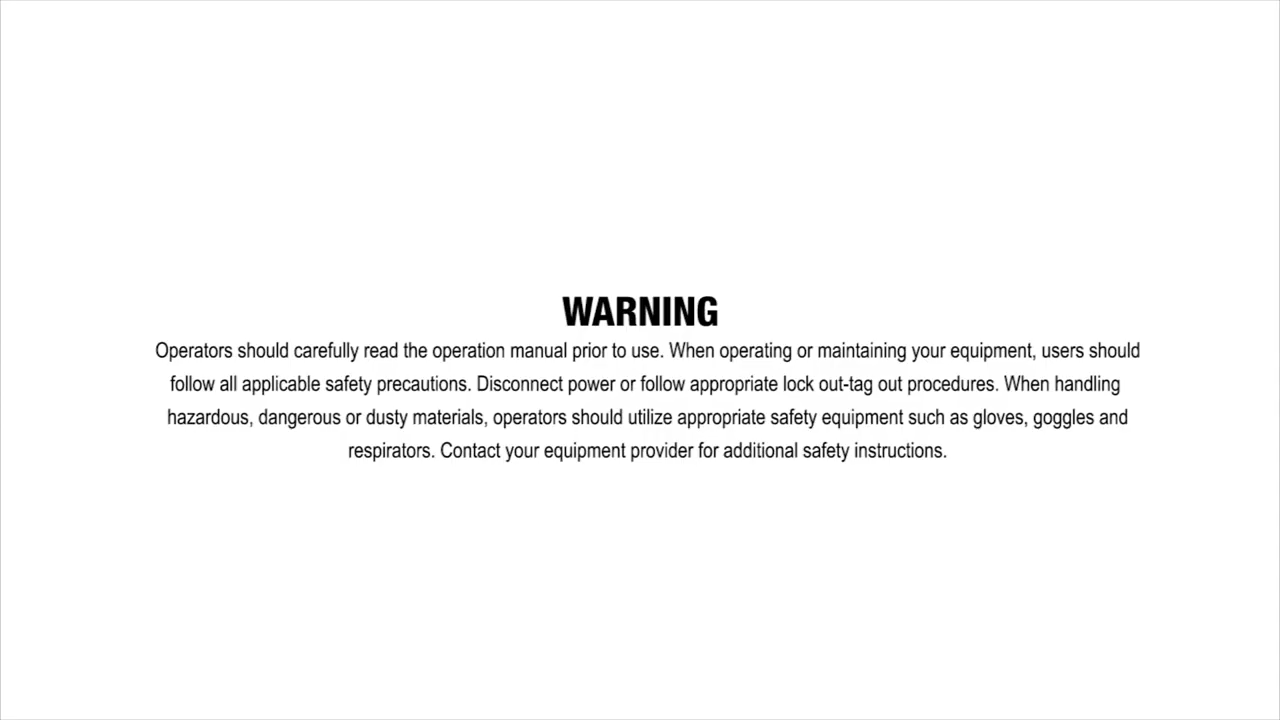 WARNING
Operators should carefully read the operation manual prior to use. When operating or maintaining your equipment, users should
follow all applicable safety precautions. Disconnect power or follow appropriate lock out-tag out procedures. When handling
hazardous, dangerous or dusty materials, operators should utilize appropriate safety equipment such as gloves, goggles and
respirators. Contact your equipment provider for additional safety instructions.